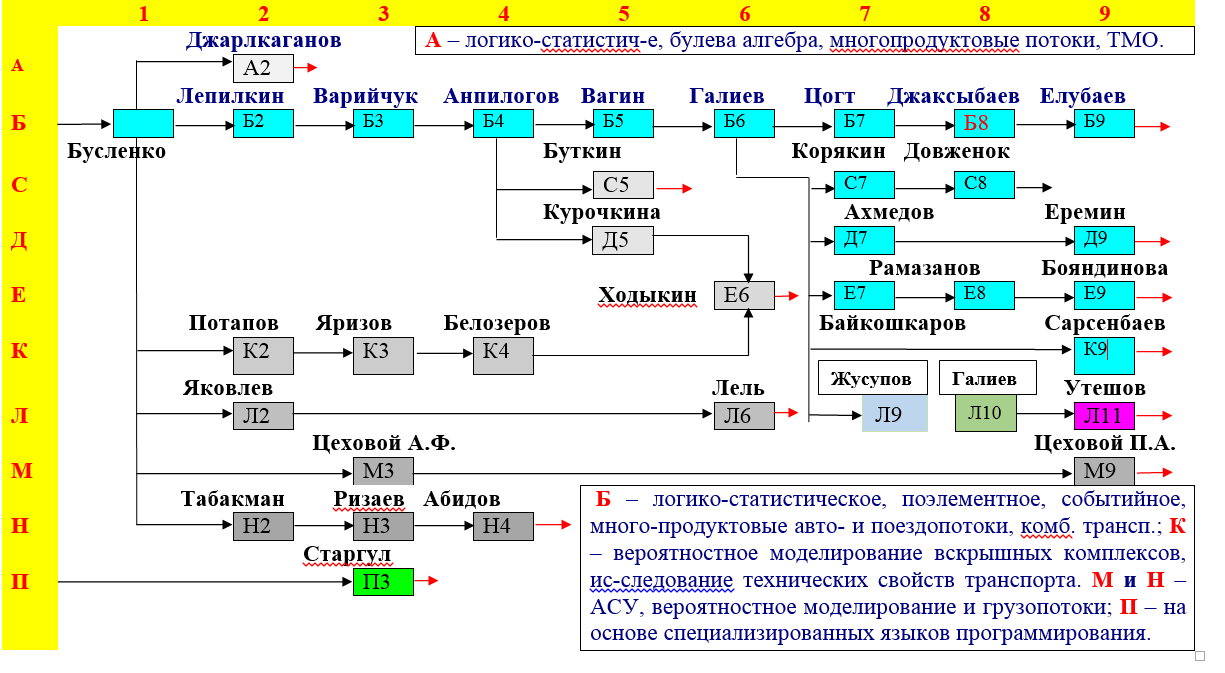 1 2 3 4 5 6 7 8 9
Джарлкаганов
А – логико-статистич-е, булева алгебра, многопродуктовые потоки, ТМО.
А
А2
Лепилкин Варийчук Анпилогов Вагин Галиев Цогт Джаксыбаев Елубаев
Б
Б2 Б3 Б4 Б5 Б6 Б7 Б8 Б9
Бусленко Буткин Корякин Довженок
С
С5 С7 С8
Курочкина Ахмедов Еремин
Д
Д5 Д7 Д9
Рамазанов Бояндинова
Е
Ходыкин Е6 Е7 Е8 Е9
Потапов Яризов Белозеров Байкошкаров Сарсенбаев
К
К2 К3 К4 К9
Яковлев Лель Жусупов Галиев Утешов
Л
Л2 Л6 Л9 Л10 Л11
Цеховой А.Ф. Цеховой П.А.
М
М3 М9
Табакман Ризаев Абидов
Н
Н2 Н3 Н4
Старгул
П
П3
Б – логико-статистическое, поэлементное, событийное,
много-продуктовые авто- и поездопотоки, комб. трансп.; К
– вероятностное моделирование вскрышных комплексов,
ис-следование технических свойств транспорта. М и Н –
АСУ, вероятностное моделирование и грузопотоки; П – на
основе специализированных языков программирования.